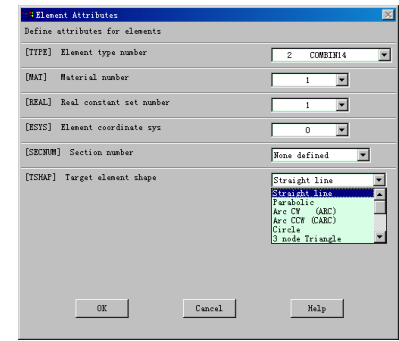 Element Attributes
Define attributes for elements
[TYPE] Element type number
2 COMBIN14
[MAT] Material number
1
[REAL] Real constant set number
1
[ESYS] Element coordinate sys
0
[SECNUM] Section number
None defined
[TSHAP] Target element shape
Straight line
Straight line
Parabolic
Arc CW (ARC)
Arc CCW (CARC)
Circle
3 node Triangle
OK Cancel Help